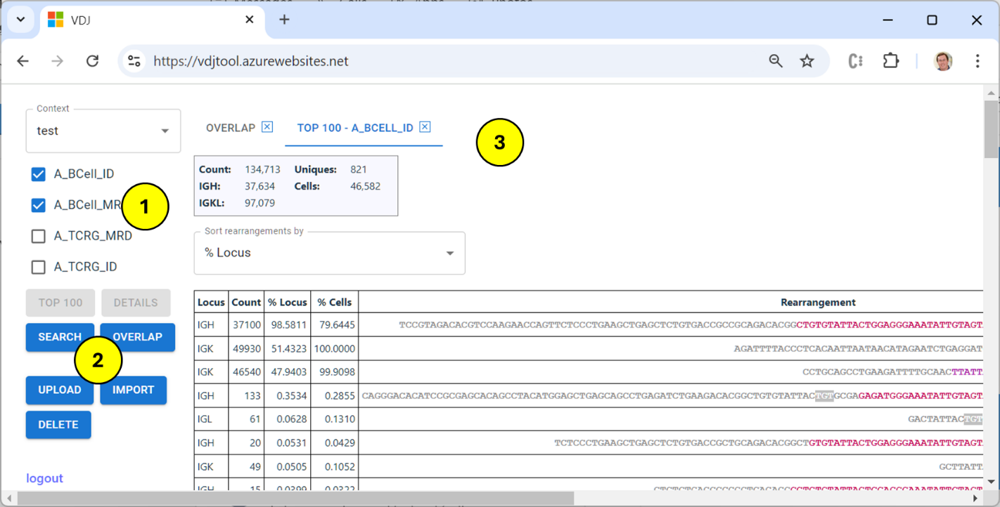 VDJ
https://vdjtool.azurewebsites.net
Context
test
A_BCell_ID
A_BCell_MR
A_TCRG_MRD
A_TCRG_ID
1
TOP 100 DETAILS
SEARCH OVERLAP
2
UPLOAD IMPORT
DELETE
logout
OVERLAP TOP 100 - A_BCELL_ID
3
Count: 134,713 Uniques: 821
IGH: 37,634 Cells: 46,582
IGKL: 97,079
Sort rearrangements by
% Locus
Locus Count % Locus % Cells Rearrangement
IGH 37100 98.5811 79.6445 TCCGTAGACACGTCCAAGAACCAGTTCTCCCTGAAGCTGAGCTCTGTGACCGCCGCAGACACGGCTGTGTATTACTGGAGGGAAATATTGTAGT
IGK 49930 51.4323 100.0000 AGATTTTACCCTCACAATTAATAACATAGAATCTGAGGAT
IGK 46540 47.9403 99.9098 CCTGCAGCCTGAAGATTTTGCAACTTATT
IGH 133 0.3534 0.2855 CAGGGACACATCCGCGAGCACAGCCTACATGGAGCTGAGCAGCCTGAGATCTGAAGACACGGCTGTGTATTACTGTGCGAGAGATGGGAAATATTGTAGT
IGL 61 0.0628 0.1310 GACTATTACTGT
IGH 20 0.0531 0.0429 TCTCCCTGAAGCTGAGCTCTGTGACCGCTGCAGACACGGCTGTGTATTACTGGAGGGAAATATTGTAGT
IGK 49 0.0505 0.1052 GCTTATT
IGH 15 0.0399 0.0322